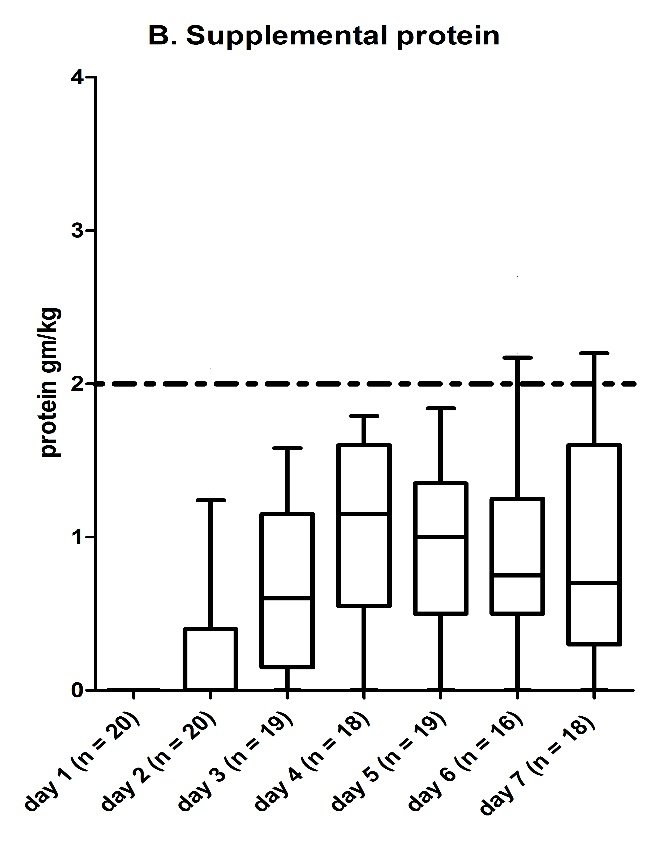 B. Supplemental protein
protein gm/kg
4
3
2
1
0
day 1 (n = 20)
day 2 (n = 20)
day 3 (n = 19)
day 4 (n = 18)
day 5 (n = 19)
day 6 (n = 16)
day 7 (n = 18)